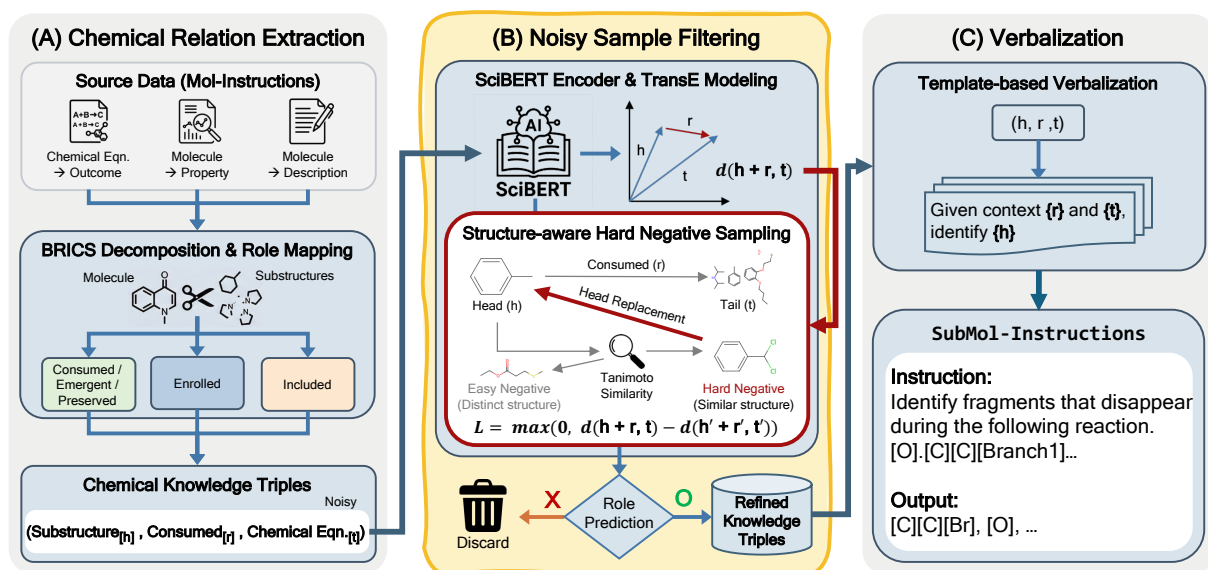 (A) Chemical Relation Extraction
Source Data (Mol-Instructions)
A+B→C
A+B→C
Chemical Eqn.
→ Outcome
Molecule
→ Property
Molecule
→ Description
BRICS Decomposition & Role Mapping
Molecule
Substructures
Consumed /
Emergent /
Preserved
Enrolled
Included
Chemical Knowledge Triples
Noisy
(Substructure[h] , Consumed[r] , Chemical Eqn.[t])
(B) Noisy Sample Filtering
SciBERT Encoder & TransE Modeling
AI
SciBERT
h
r
t
d(h + r, t)
Structure-aware Hard Negative Sampling
Consumed (r)
Head (h)
Tail (t)
Head Replacement
Easy Negative
(Distinct structure)
Tanimoto
Similarity
Cl
Cl
Hard Negative
(Similar structure)
L = max(0, d(h + r, t) − d(h′ + r′, t′))
Discard
X
Role
Prediction
O
Refined
Knowledge
Triples
(C) Verbalization
Template-based Verbalization
(h, r ,t)
Given context {r} and {t},
identify {h}
SubMol-Instructions
Instruction:
Identify fragments that disappear
during the following reaction.
[O].[C][C][Branch1]...
Output:
[C][C][Br], [O], ...